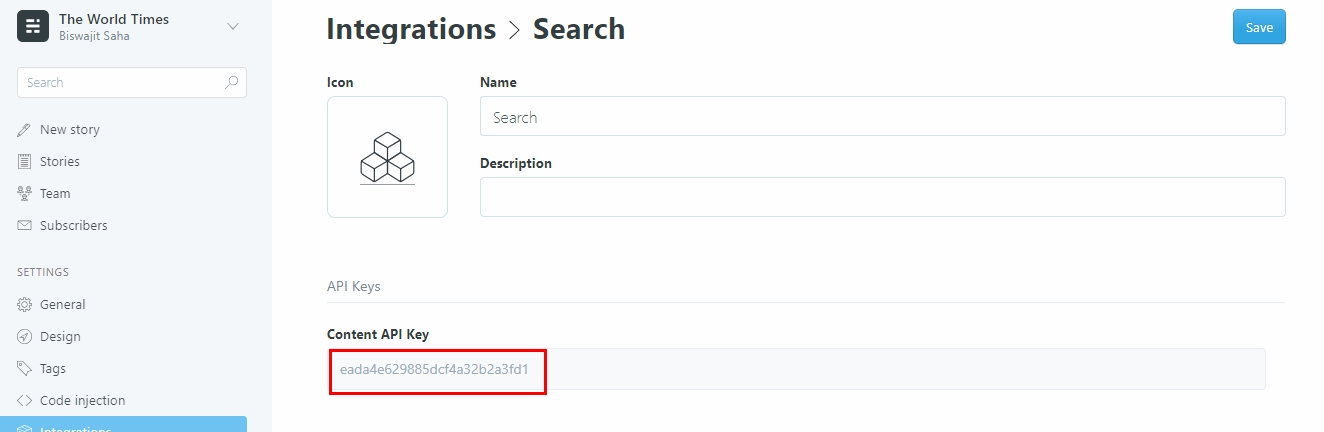 The World Times
Biswajit Saha
Search
New story
Stories
Team
Subscribers
SETTINGS
General
Design
Tags
Code injection
Integrations
Integrations > Search
Save
Icon
Name
Search
Description
API Keys
Content API Key
eada4e629885dcf4a32b2a3fd1